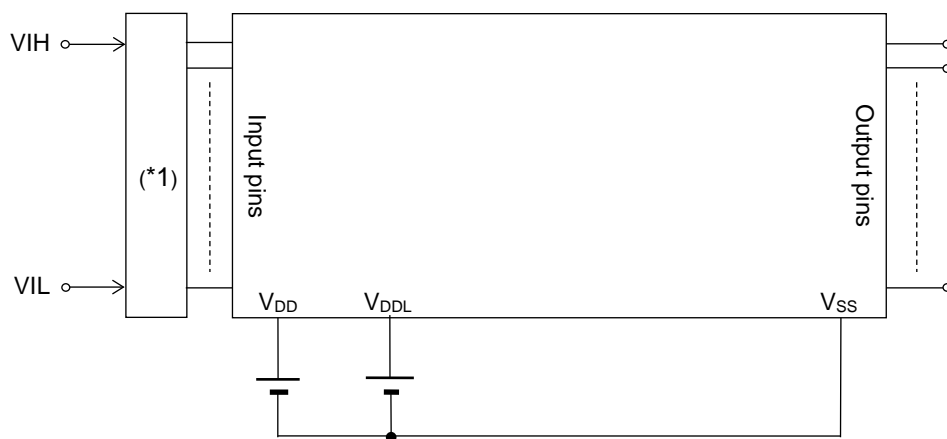 VIH
(*1)
VIL
Input pins
Output pins
VDD
VDDL
VSS